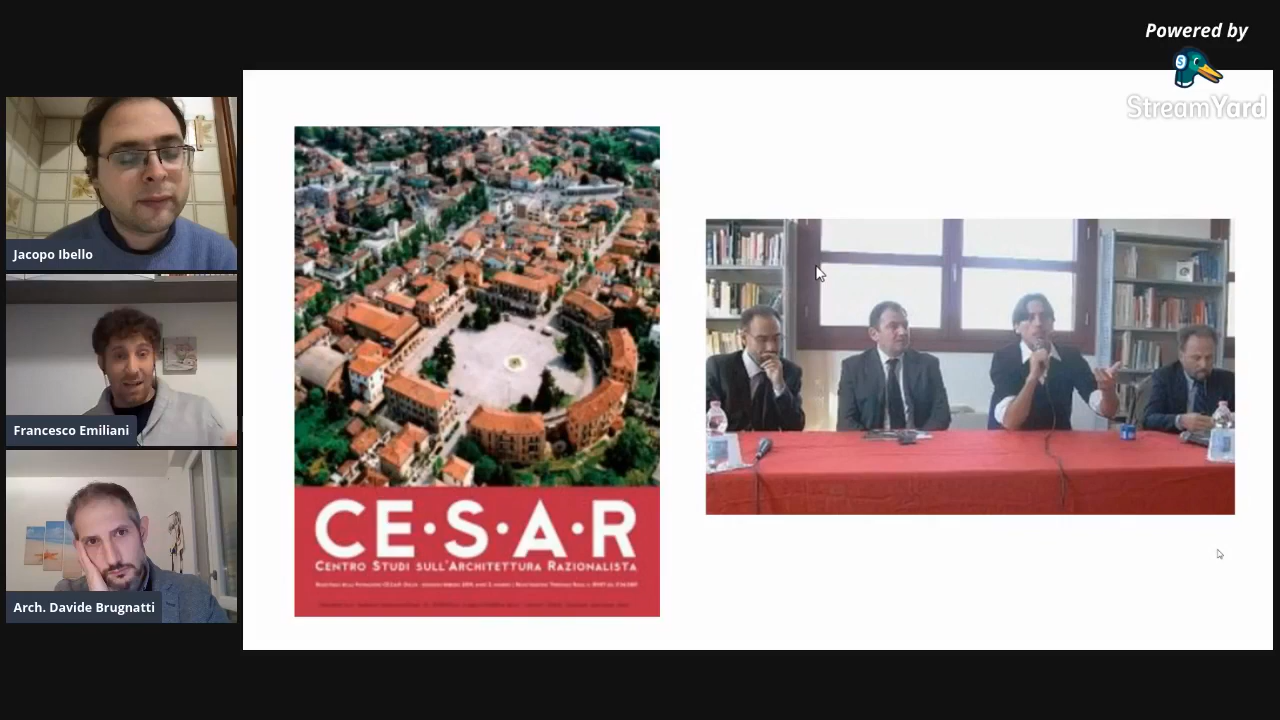 Powered by
StreamYard
Jacopo Ibello
Francesco Emiliani
Arch. Davide Brugnatti
CE·S·A·R
Centro Studi sull'Architettura Razionalista